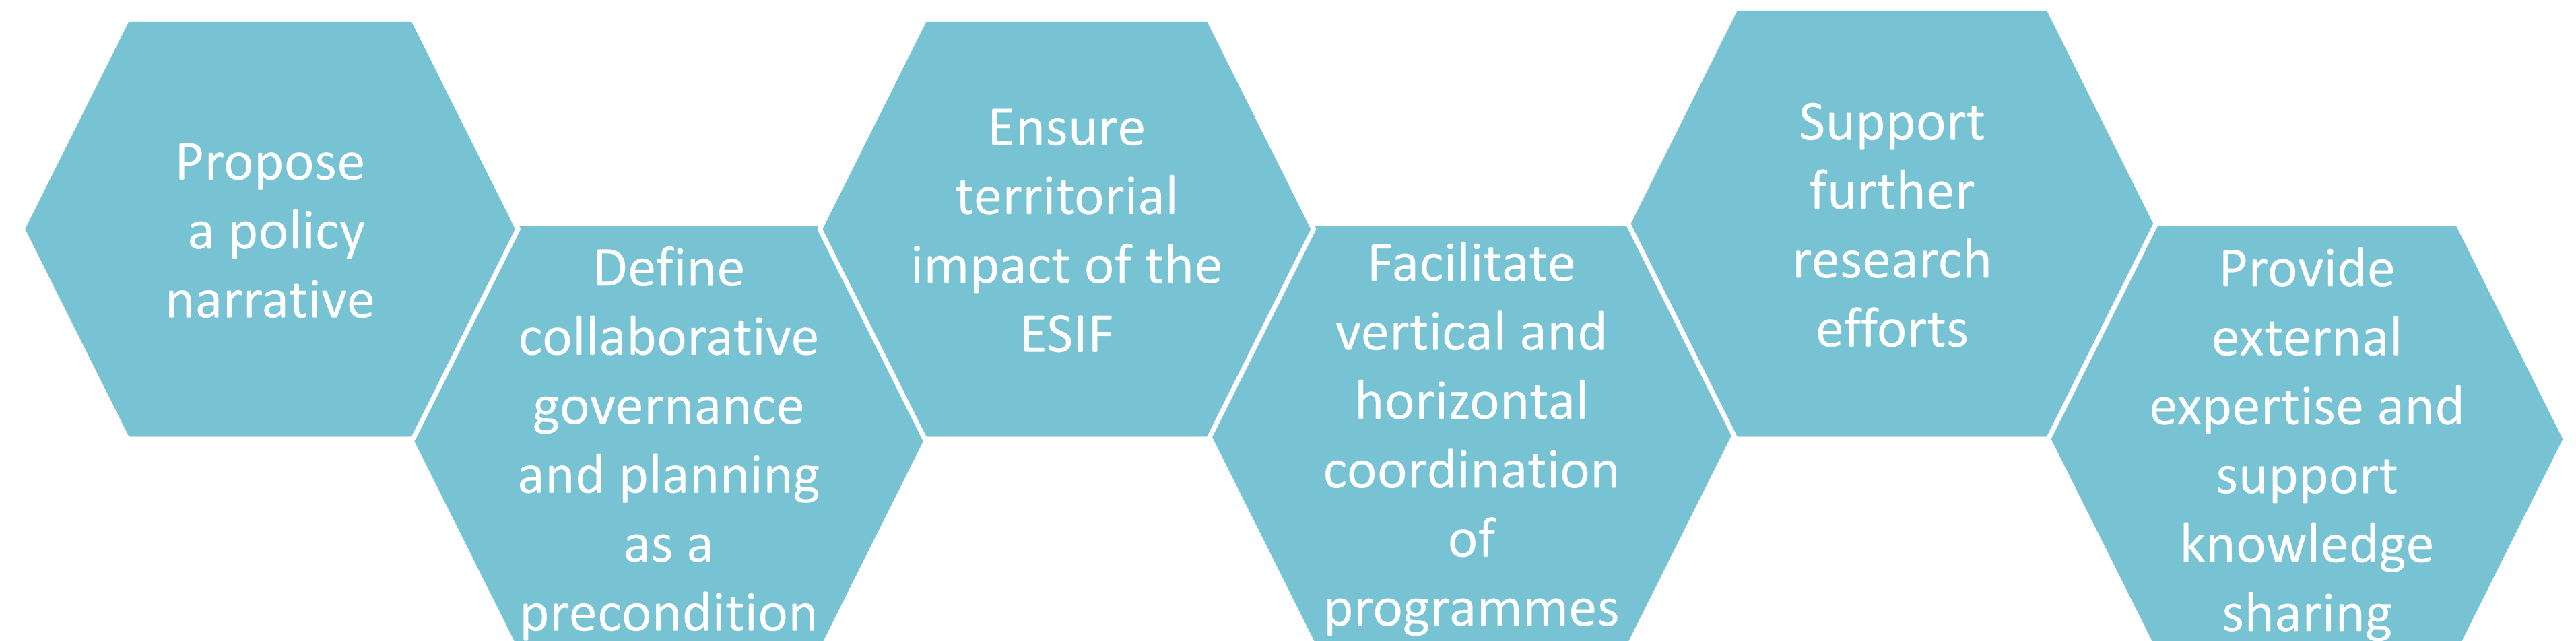 Propose
a policy
narrative
Define
collaborative
governance
and planning
as a
precondition
Ensure
territorial
impact of the
ESIF
Facilitate
vertical and
horizontal
coordination
of
programmes
Support
further
research
efforts
Provide
external
expertise and
support
knowledge
sharing